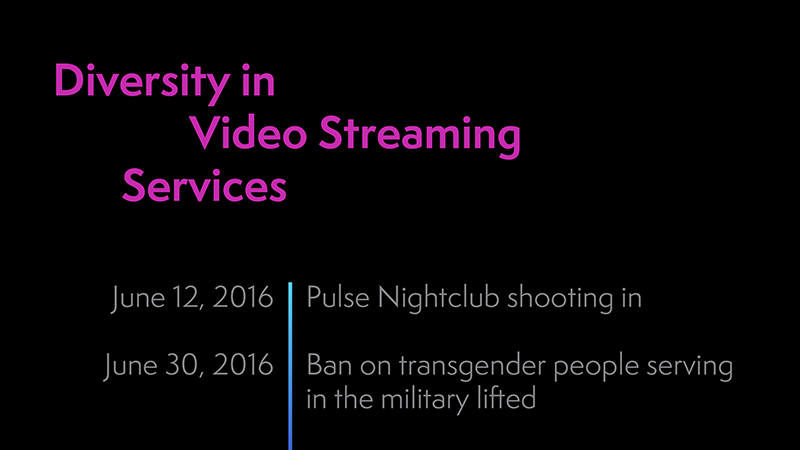 Diversity in
Video Streaming
Services
June 12, 2016 Pulse Nightclub shooting in
June 30, 2016 Ban on transgender people serving
in the military lifted